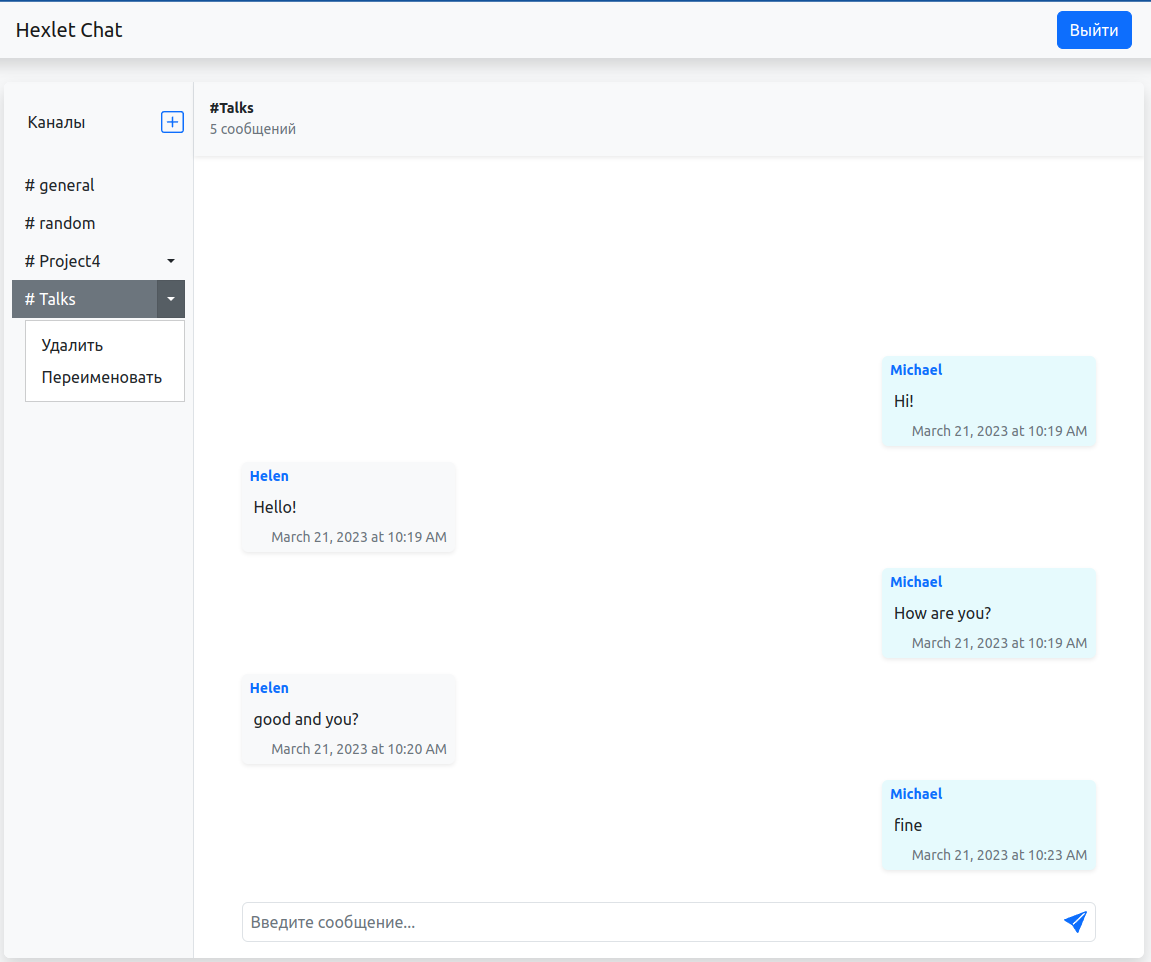 Hexlet Chat
Выйти
Каналы
# general
# random
# Project4
# Talks
Удалить
Переименовать
#Talks
5 сообщений
Michael
Hi!
March 21, 2023 at 10:19 AM
Helen
Hello!
March 21, 2023 at 10:19 AM
Michael
How are you?
March 21, 2023 at 10:19 AM
Helen
good and you?
March 21, 2023 at 10:20 AM
Michael
fine
March 21, 2023 at 10:23 AM
Введите сообщение...